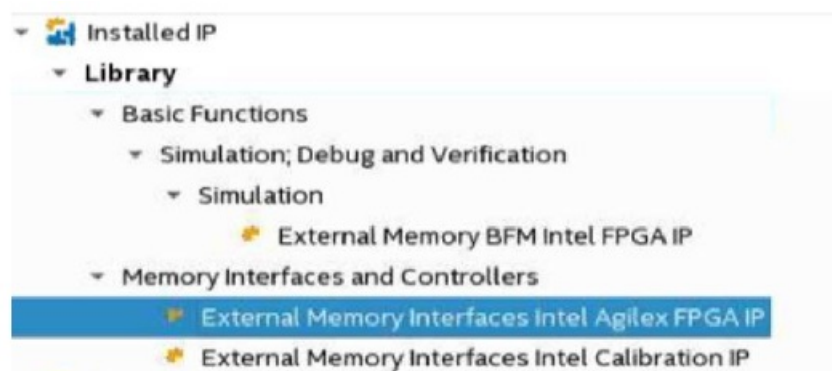 Installed IP
Library
Basic Functions
Simulation; Debug and Verification
Simulation
External Memory BFM Intel FPGA IP
Memory Interfaces and Controllers
External Memory Interfaces Intel Agilex FPGA IP
External Memory Interfaces Intel Calibration IP